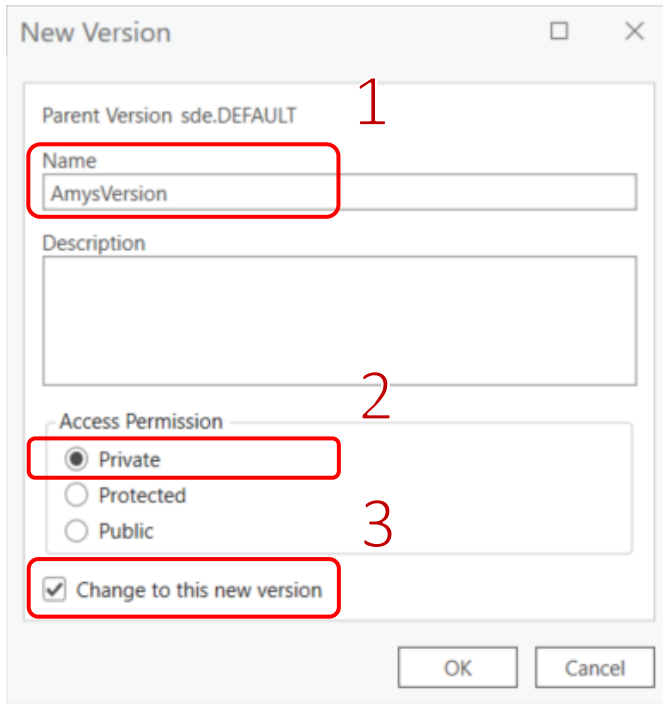 New Version
1
Parent Version sde.DEFAULT
Name
AmysVersion
Description
2
Access Permission
Private
Protected
Public
3
Change to this new version
OK Cancel